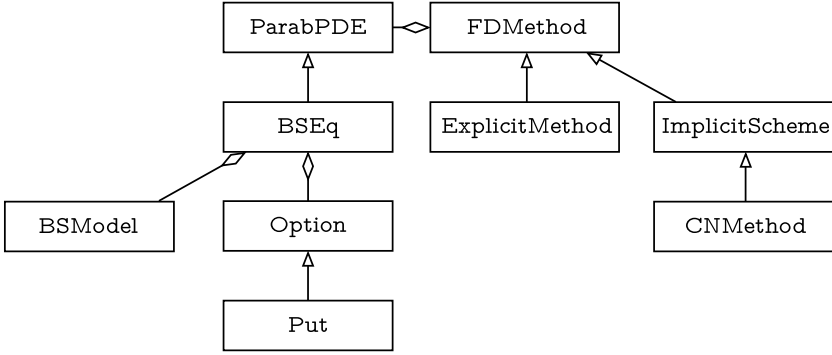 ParabPDE
FDMethod
BSEq
ExplicitMethod
ImplicitScheme
BSModel
Option
CNMethod
Put